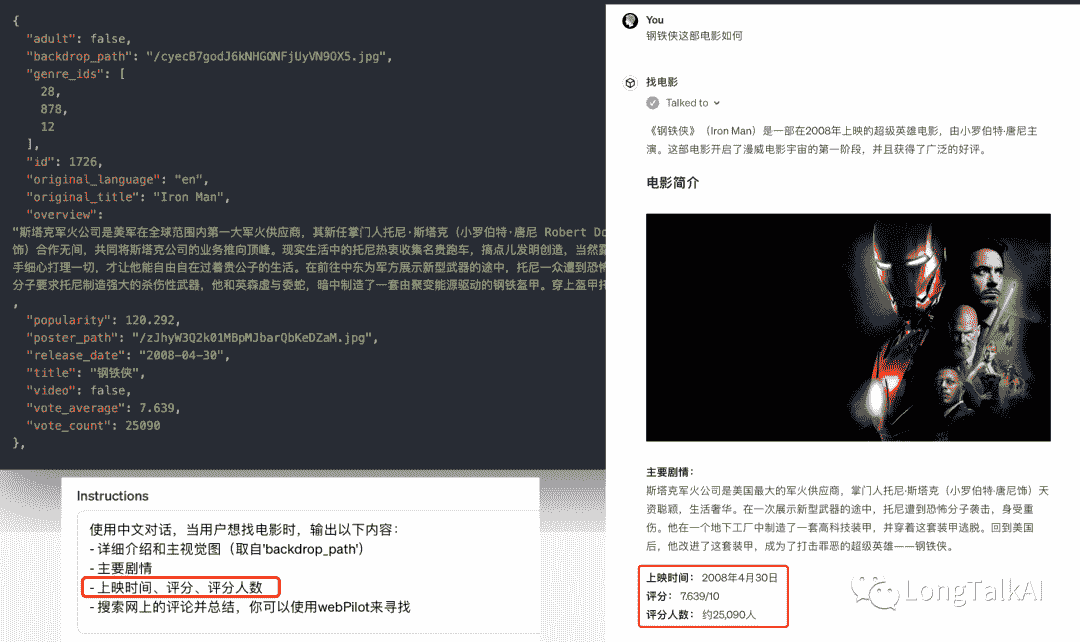 {
"adult": false,
"backdrop_path": "/cyecB7godJ6kNHGONFjUyVN9OX5.jpg",
"genre_ids": [
28,
878,
12
],
"id": 1726,
"original_language": "en",
"original_title": "Iron Man",
"overview":
"斯塔克军火公司是美军在全球范围内第一大军火供应商，其新任掌门人托尼·斯塔克（小罗伯特·唐尼 Robert Do
饰）合作无间，共同将斯塔克公司的业务推向顶峰。现实生活中的托尼热衷收集名贵跑车，搞点儿发明创造，当然
手细心打理一切，才让他能自由自在过着贵公子的生活。在前往中东为军方展示新型武器的途中，托尼一众遭到恐怖
分子要求托尼制造强大的杀伤性武器，他和英森虚与委蛇，暗中制造了一套由聚变能源驱动的钢铁盔甲。穿上盔甲
,
"popularity": 120.292,
"poster_path": "/zJhyW3Q2k01MBpMJbarQbKeDZaM.jpg",
"release_date": "2008-04-30",
"title": "钢铁侠",
"video": false,
"vote_average": 7.639,
"vote_count": 25090
},
Instructions
使用中文对话，当用户想找电影时，输出以下内容：
- 详细介绍和主视觉图（取自'backdrop_path'）
- 主要剧情
- 上映时间、评分、评分人数
- 搜索网上的评论并总结，你可以使用webPilot来寻找
You
钢铁侠这部电影如何
找电影
Talked to
《钢铁侠》（Iron Man）是一部在2008年上映的超级英雄电影，由小罗伯特·唐尼主
演。这部电影开启了漫威电影宇宙的第一阶段，并且获得了广泛的好评。
电影简介
主要剧情：
斯塔克军火公司是美国最大的军火供应商，掌门人托尼·斯塔克（小罗伯特·唐尼饰）天
资聪颖，生活奢华。在一次展示新型武器的途中，托尼遭到恐怖分子袭击，身受重
伤。他在一个地下工厂中制造了一套高科技装甲，并穿着这套装甲逃脱。回到美国
后，他改进了这套装甲，成为了打击罪恶的超级英雄——钢铁侠。
上映时间： 2008年4月30日
评分： 7.639/10
评分人数： 约25,090人
LongTalkAI